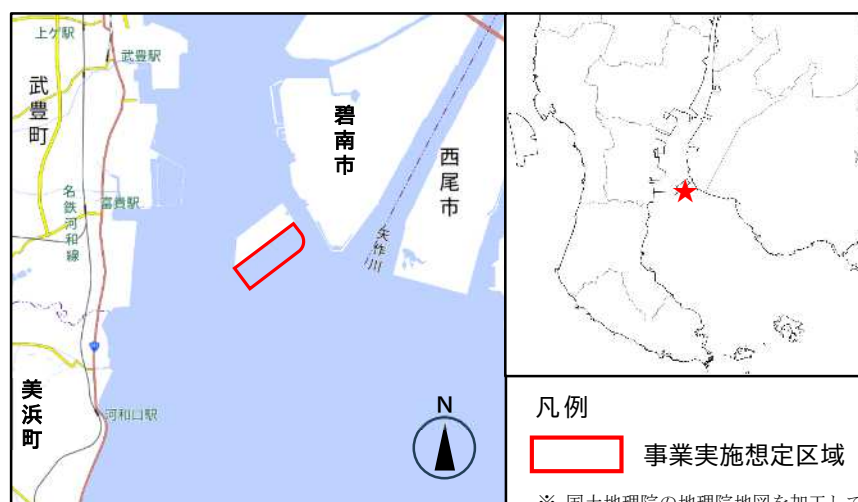 上ゲ駅
武豊駅
武豊町
碧南市
西尾市
名鉄河和線
富貴駅
矢作川
美浜町
河和口駅
N
凡例
事業実施想定区域
※ 国土地理院の地理院地図を加工して